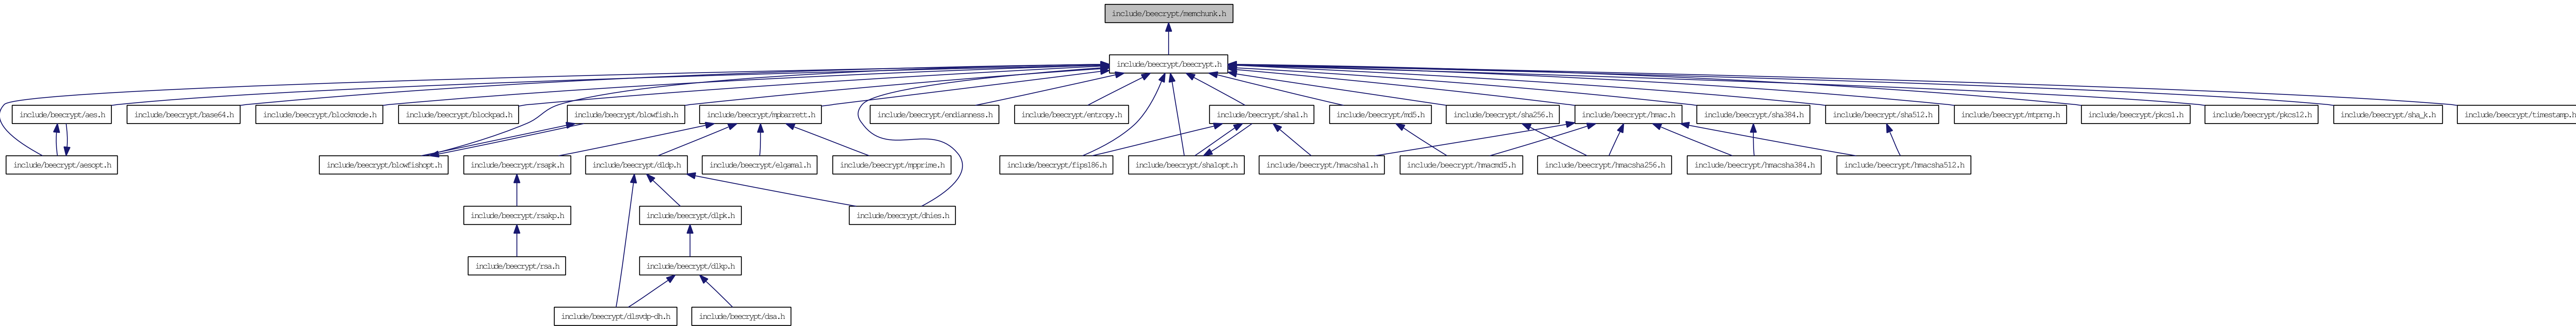 include/beecrypt/memchunk.h
include/beecrypt/beecrypt.h
include/beecrypt/aes.h
include/beecrypt/base64.h
include/beecrypt/blockmode.h
include/beecrypt/blockpad.h
include/beecrypt/blowfish.h
include/beecrypt/mpbarrett.h
include/beecrypt/endianness.h
include/beecrypt/entropy.h
include/beecrypt/sha1.h
include/beecrypt/md5.h
include/beecrypt/sha256.h
include/beecrypt/hmac.h
include/beecrypt/sha384.h
include/beecrypt/sha512.h
include/beecrypt/mtprng.h
include/beecrypt/pkcs1.h
include/beecrypt/pkcs12.h
include/beecrypt/sha_k.h
include/beecrypt/timestamp.h
include/beecrypt/aesopt.h
include/beecrypt/blowfishopt.h
include/beecrypt/rsapk.h
include/beecrypt/dldp.h
include/beecrypt/elgamal.h
include/beecrypt/mpprime.h
include/beecrypt/fips186.h
include/beecrypt/sha1opt.h
include/beecrypt/hmacsha1.h
include/beecrypt/hmacmd5.h
include/beecrypt/hmacsha256.h
include/beecrypt/hmacsha384.h
include/beecrypt/hmacsha512.h
include/beecrypt/rsakp.h
include/beecrypt/dlpk.h
include/beecrypt/dhies.h
include/beecrypt/rsa.h
include/beecrypt/dlkp.h
include/beecrypt/dlsvdp-dh.h
include/beecrypt/dsa.h